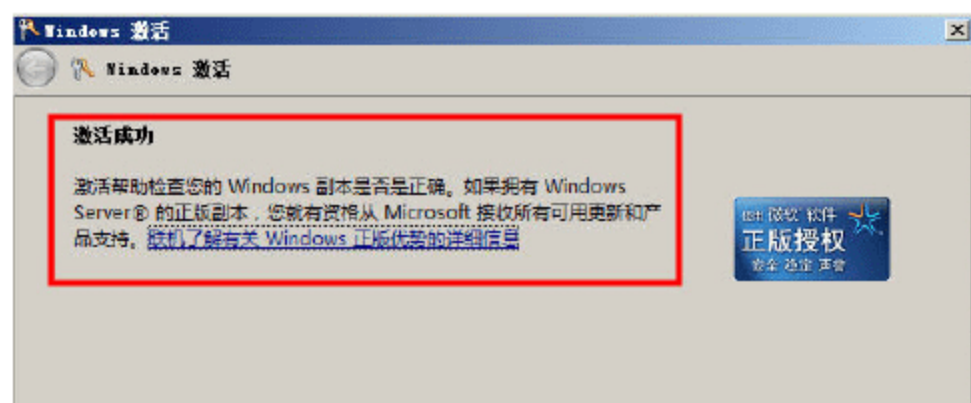 Windows 激活
Windows 激活
激活成功
激活帮助检查您的 Windows 副本是否是正确。如果拥有 Windows
Server® 的正版副本，您就有资格从 Microsoft 接收所有可用更新和产
品支持。联机了解有关 Windows 正版优势的详细信息
微软 软件
正版授权
安全 稳定 声誉